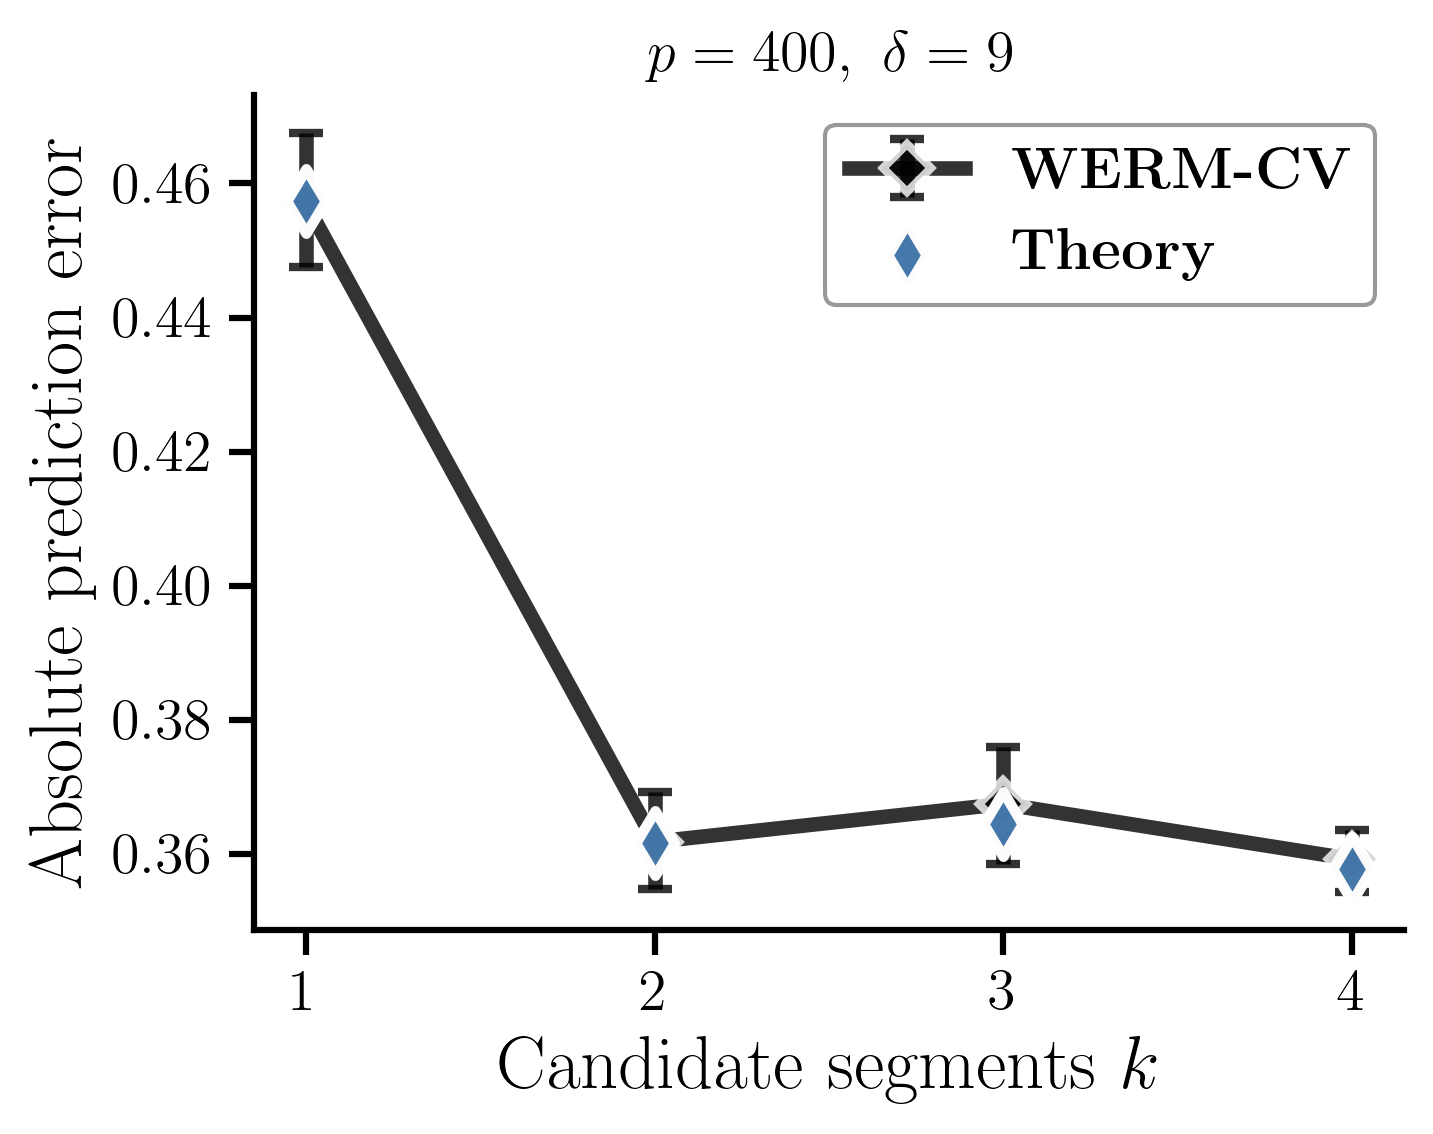 p = 400, δ = 9
WERM-CV
Theory
Absolute prediction error
0.46
0.44
0.42
0.40
0.38
0.36
1 2 3 4
Candidate segments k